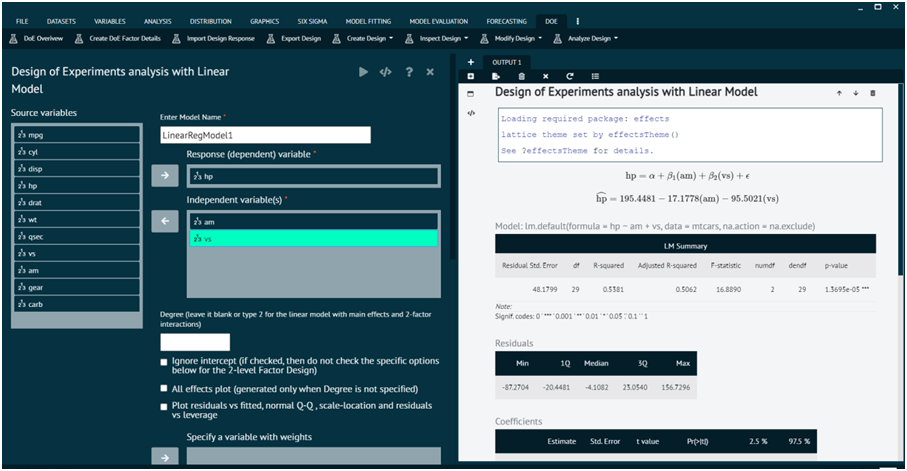 FILE DATASETS VARIABLES ANALYSIS DISTRIBUTION GRAPHICS SIX SIGMA MODEL FITTING MODEL EVALUATION FORECASTING DOE
DoE Overivew Create DoE Factor Details Import Design Response Export Design Create Design Inspect Design Modify Design Analyze Design
Design of Experiments analysis with Linear
Model
Source variables
mpg
cyl
disp
hp
drat
wt
qsec
vs
am
gear
carb
Enter Model Name *
LinearRegModel1
Response (dependent) variable *
hp
Independent variable(s) *
am
vs
Degree (leave it blank or type 2 for the linear model with main effects and 2-factor
interactions)
Ignore intercept (if checked, then do not check the specific options
below for the 2-level Factor Design)
All effects plot (generated only when Degree is not specified)
Plot residuals vs fitted, normal Q-Q , scale-location and residuals
vs leverage
Specify a variable with weights
OUTPUT 1
Design of Experiments analysis with Linear Model
Loading required package: effects
lattice theme set by effectsTheme()
See ?effectsTheme for details.
hp = α + β1(am) + β2(vs) + ϵ
hp = 195.4481 − 17.1778(am) − 95.5021(vs)
Model: lm.default(formula = hp ~ am + vs, data = mtcars, na.action = na.exclude)
LM Summary
Residual Std. Error df R-squared Adjusted R-squared F-statistic numdf dendf p-value
48.1799 29 0.5381 0.5062 16.8890 2 29 1.3695e-05 ***
Note:
Signif. codes: 0 '***' 0.001 '**' 0.01 '*' 0.05 '.' 0.1 ' ' 1
Residuals
Min 1Q Median 3Q Max
-87.2704 -20.4481 -4.1082 23.0540 156.7296
Coefficients
Estimate Std. Error t value Pr(>|t|) 2.5 % 97.5 %